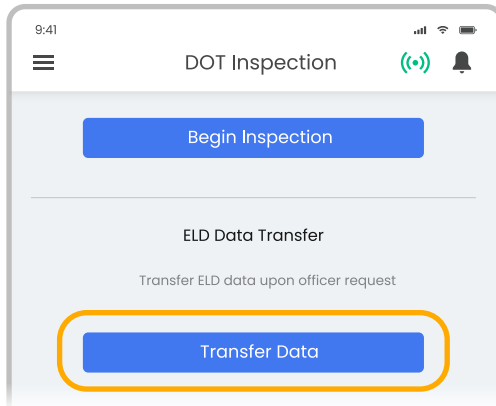 9:41
DOT Inspection
Begin Inspection
ELD Data Transfer
Transfer ELD data upon officer request
Transfer Data